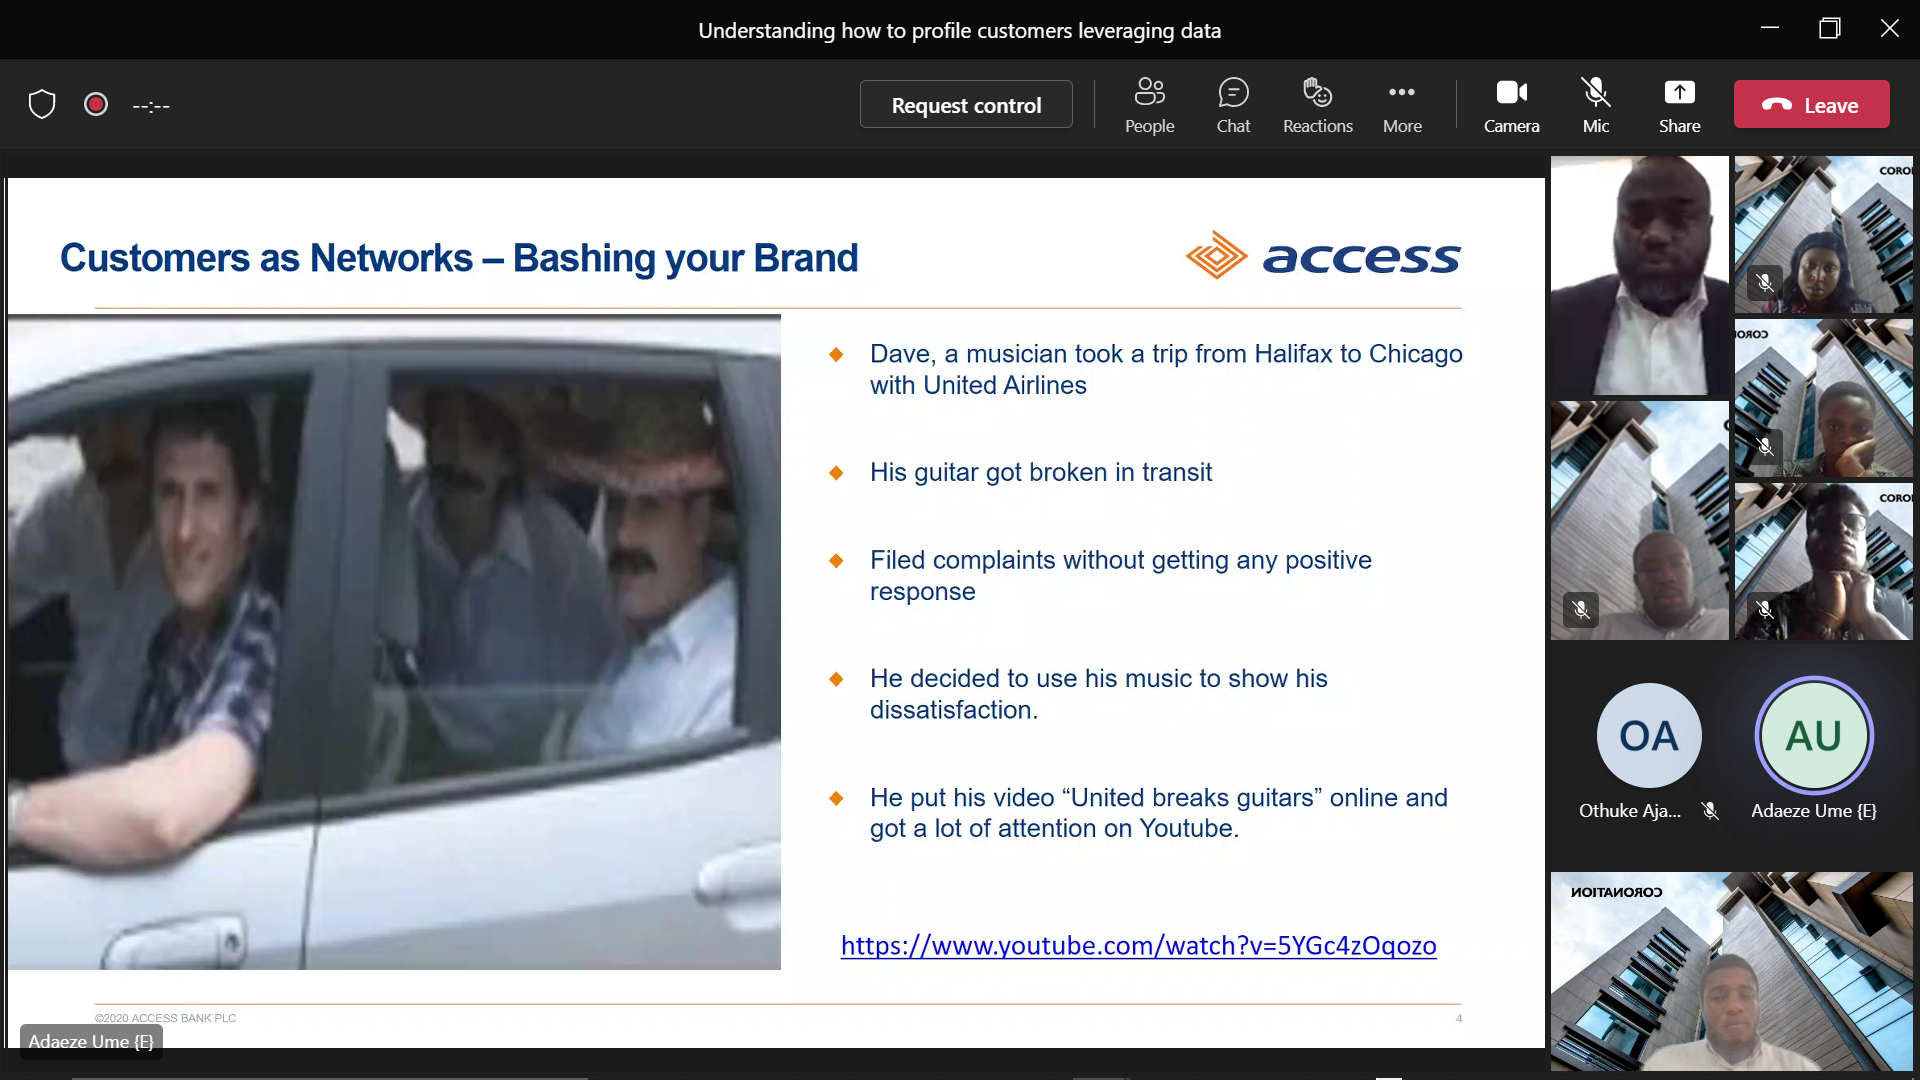 Understanding how to profile customers leveraging data
--:--
Request control
People
Chat
Reactions
More
Camera
Mic
Share
Leave
Customers as Networks – Bashing your Brand
access
Dave, a musician took a trip from Halifax to Chicago
with United Airlines
His guitar got broken in transit
Filed complaints without getting any positive
response
He decided to use his music to show his
dissatisfaction.
He put his video “United breaks guitars” online and
got a lot of attention on Youtube.
https://www.youtube.com/watch?v=5YGc4zOqozo
©2020 ACCESS BANK PLC
4
Adaeze Ume {E}
CORO
CORO
CORO
OA
Othuke Aja...
AU
Adaeze Ume {E}
CORONATION